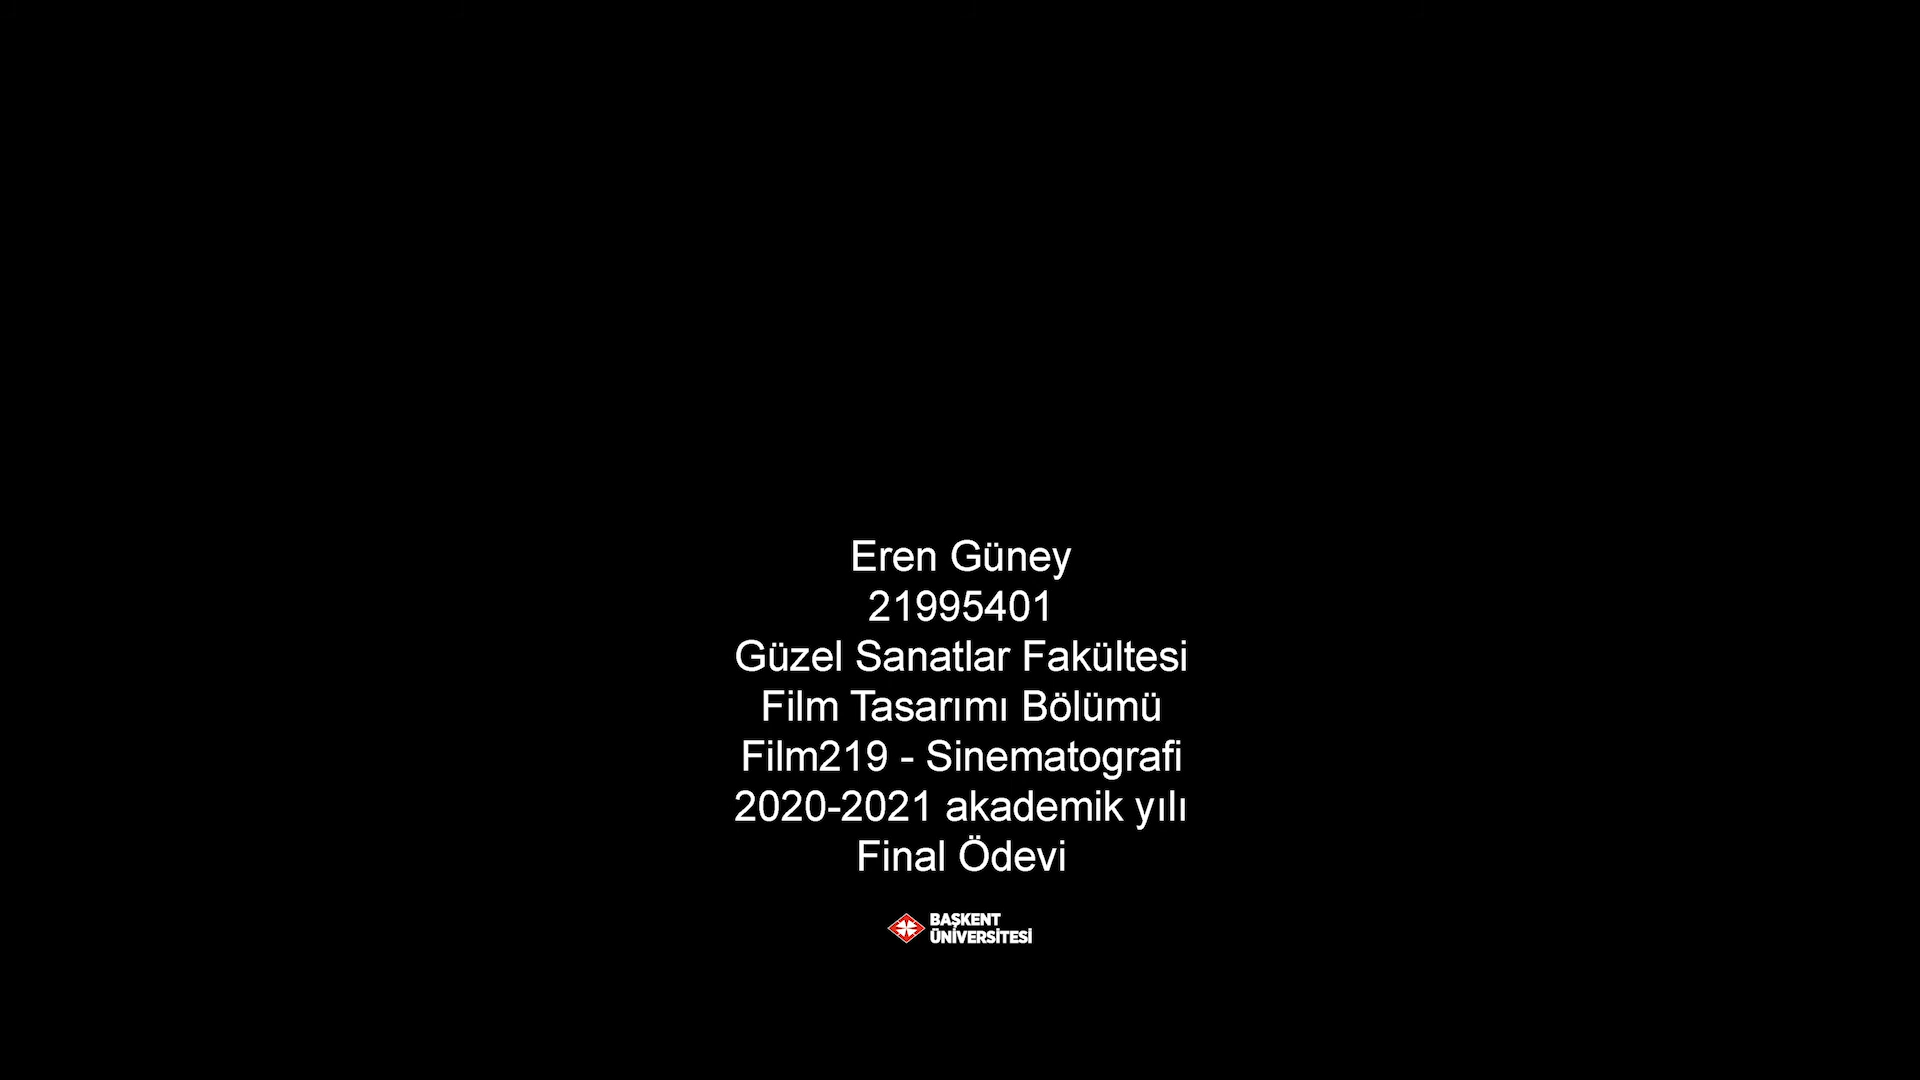 Eren Güney
21995401
Güzel Sanatlar Fakültesi
Film Tasarımı Bölümü
Film219 - Sinematografi
2020-2021 akademik yılı
Final Ödevi
BAŞKENT
ÜNİVERSİTESİ